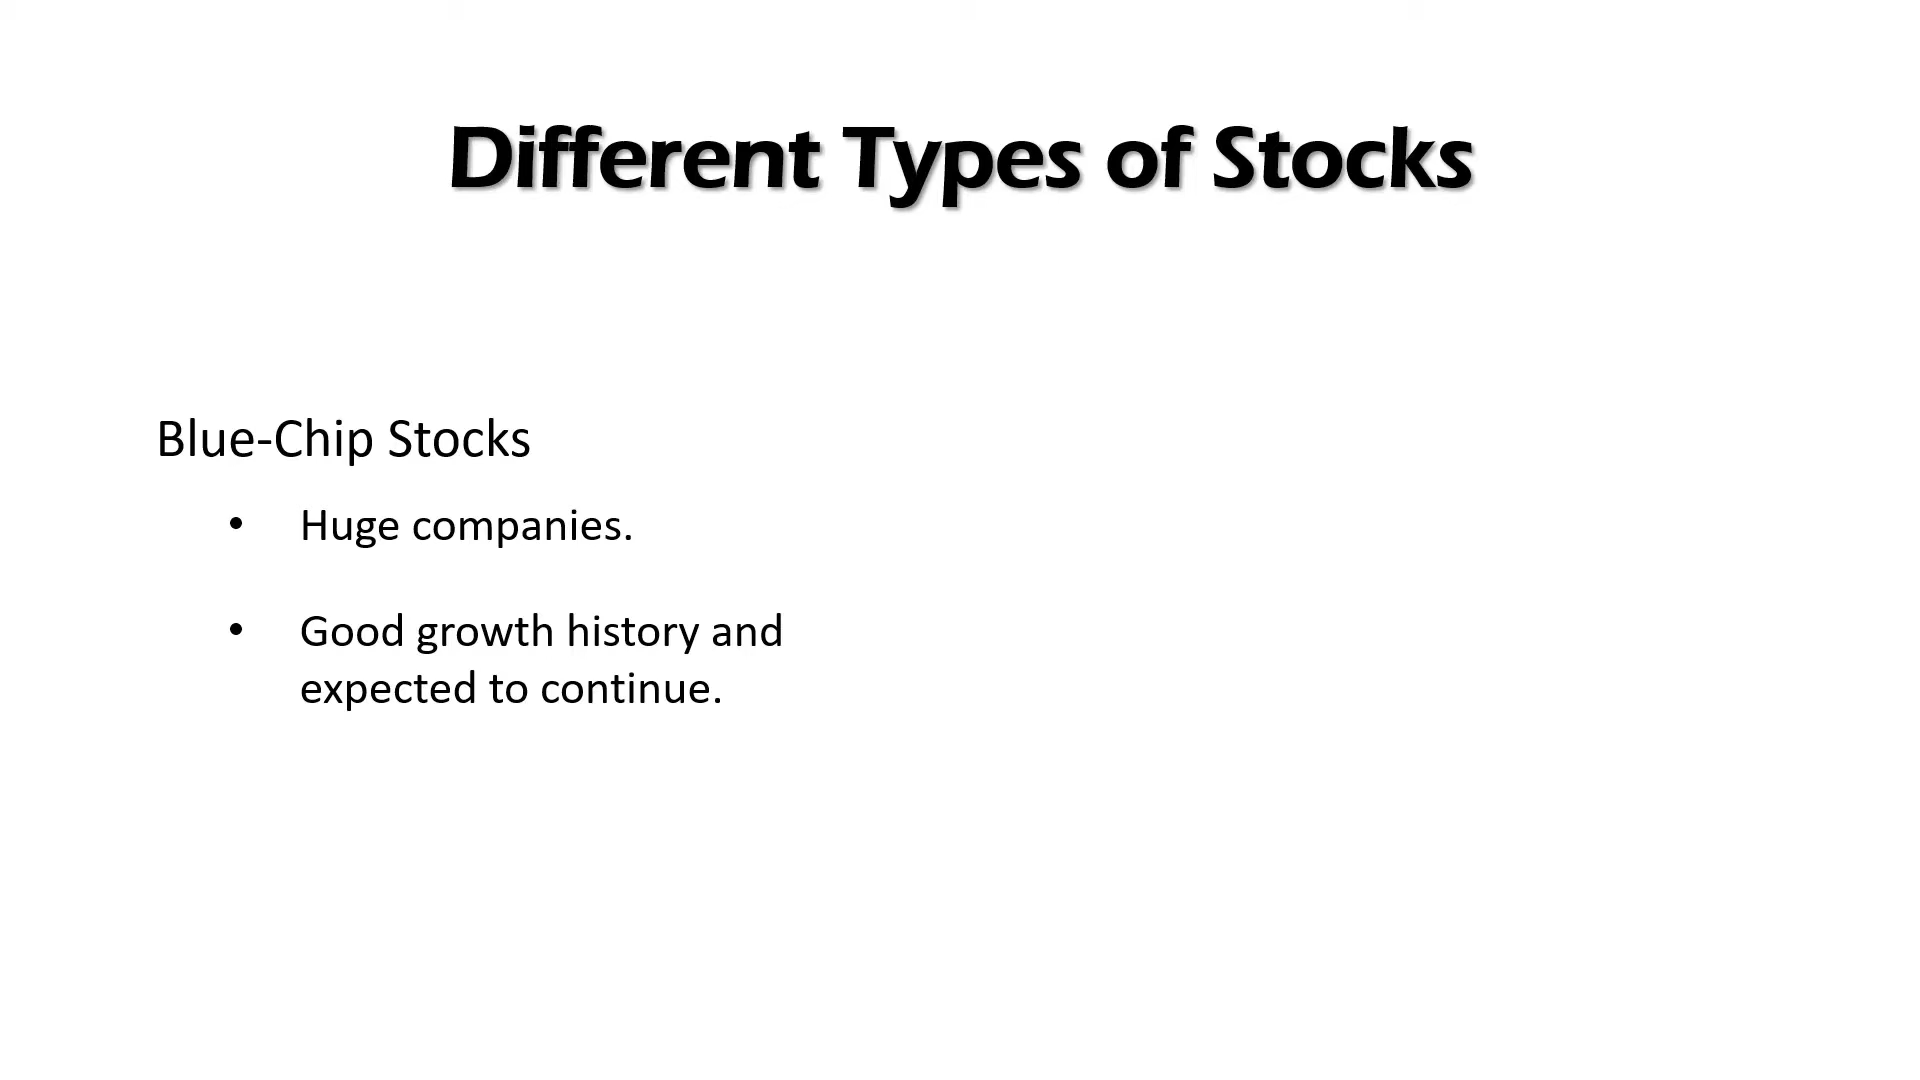 Different Types of Stocks
Blue-Chip Stocks
• Huge companies.
• Good growth history and
expected to continue.